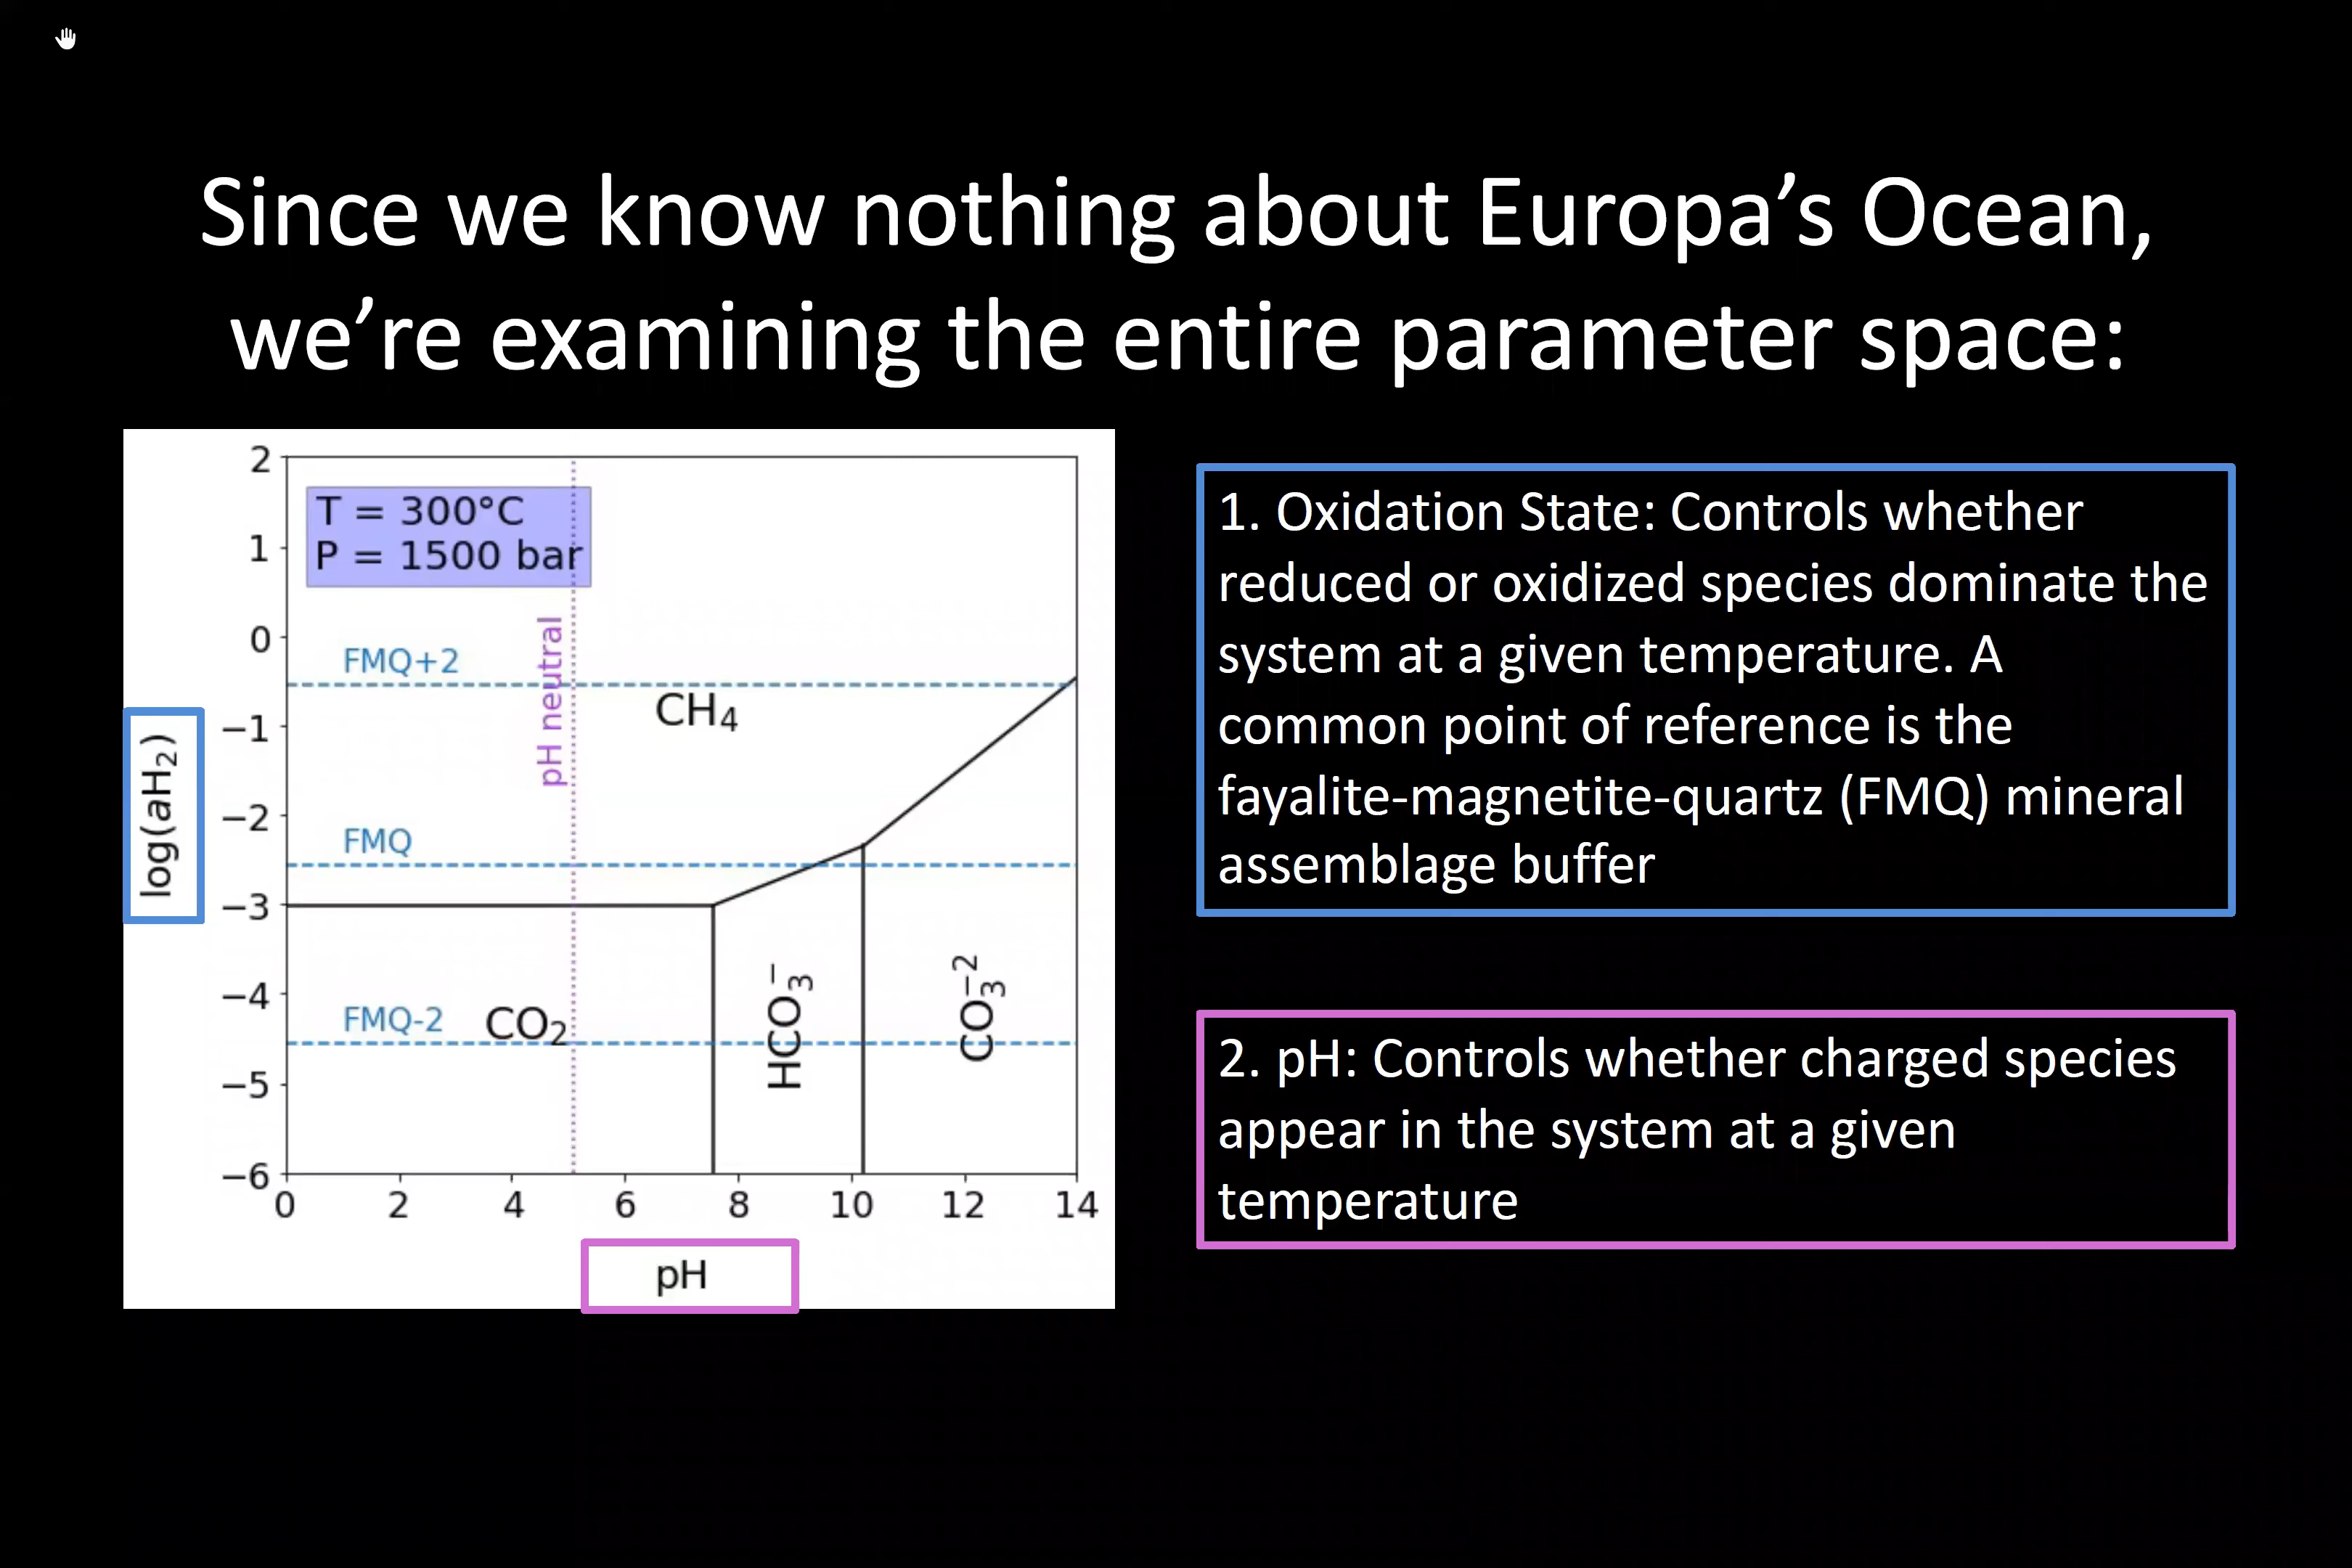 Since we know nothing about Europa’s Ocean,
we’re examining the entire parameter space:
2
1
0
−1
−2
−3
−4
−5
−6
log(aH₂)
T = 300°C
P = 1500 bar
pH neutral
FMQ+2
CH₄
FMQ
FMQ-2
CO₂
HCO₃⁻
CO₃⁻²
0 2 4 6 8 10 12 14
pH
1. Oxidation State: Controls whether
reduced or oxidized species dominate the
system at a given temperature. A
common point of reference is the
fayalite-magnetite-quartz (FMQ) mineral
assemblage buffer
2. pH: Controls whether charged species
appear in the system at a given
temperature